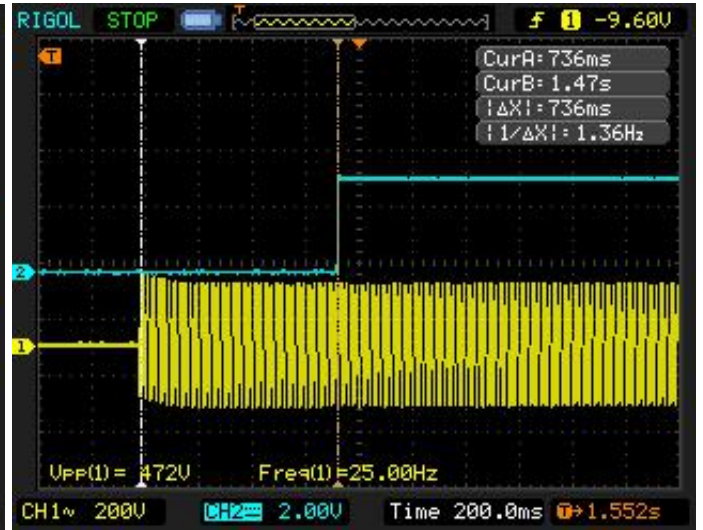 RIGOL STOP T f 1 -9.60V
T
CurA: 736ms
CurB: 1.47s
|ΔX|: 736ms
|1/ΔX|: 1.36Hz
2
1
Vpp(1)= 472V Freq(1)=25.00Hz
CH1~ 200V CH2 2.00V Time 200.0ms T→1.552s